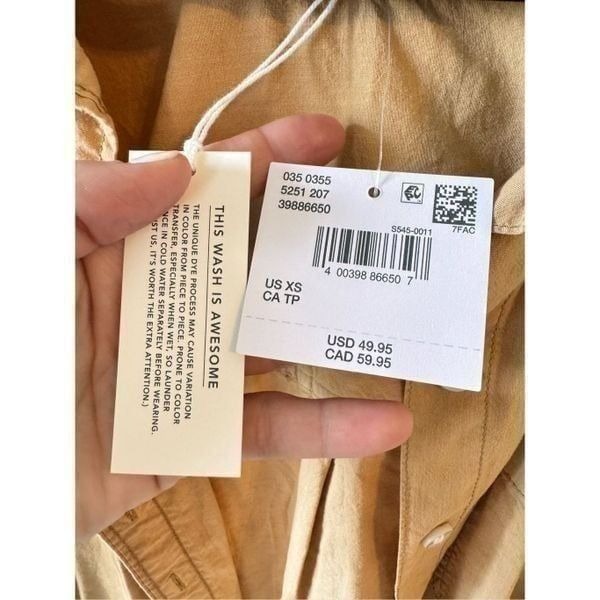 THIS WASH IS AWESOME
THE UNIQUE DYE PROCESS MAY CAUSE VARIATION
IN COLOR FROM PIECE TO PIECE. PRONE TO COLOR
TRANSFER, ESPECIALLY WHEN WET, SO LAUNDER
IN COLD WATER SEPARATELY BEFORE WEARING.
US. IT'S WORTH THE EXTRA ATTENTION.)
035 0355
5251 207
39886650
7FAC
S545-0011
4 00398 86650 7
US XS
CA TP
USD 49.95
CAD 59.95